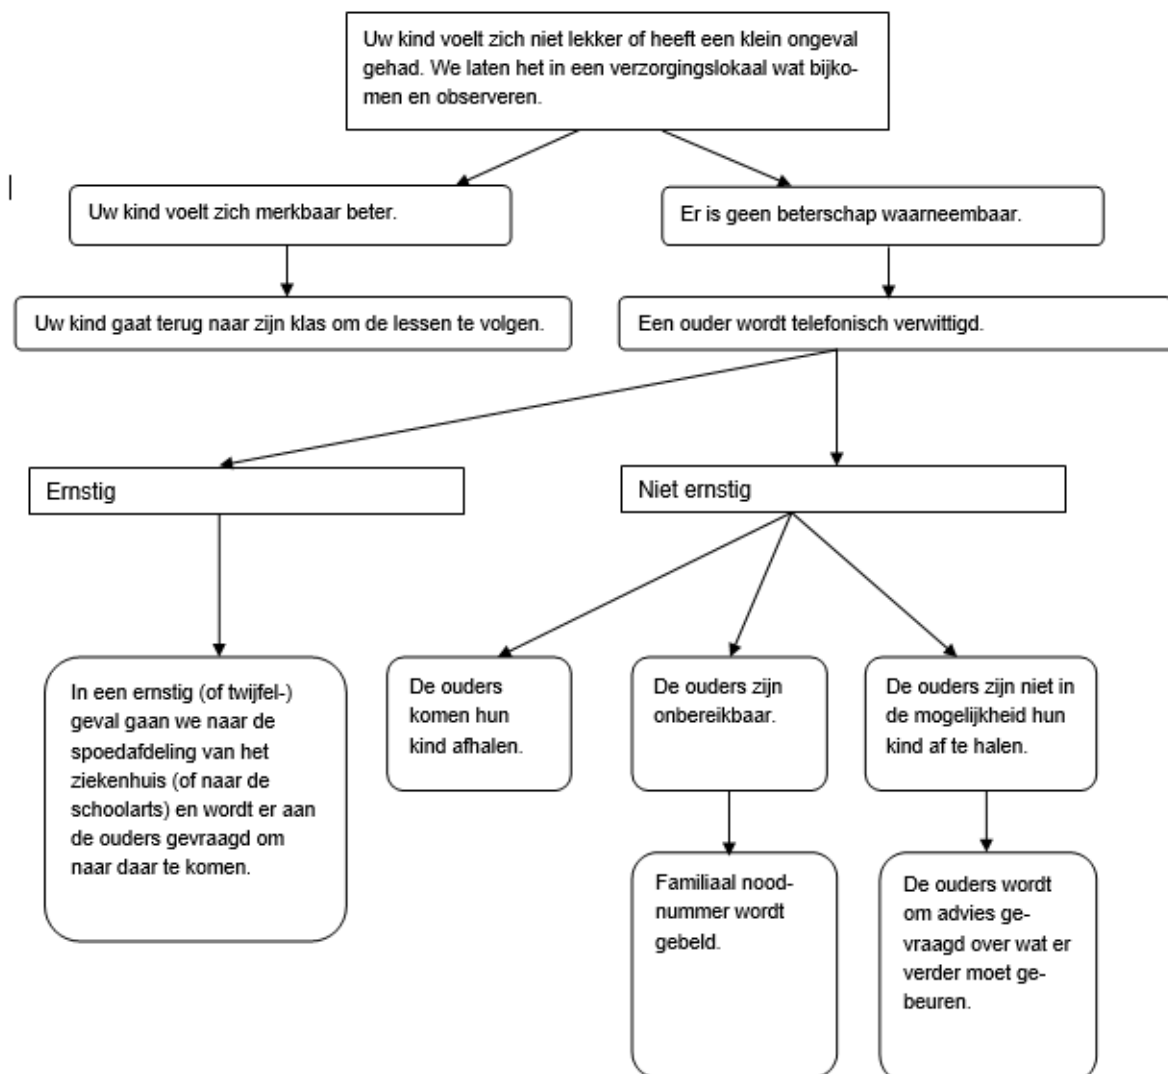 Uw kind voelt zich niet lekker of heeft een klein ongeval
gehad. We laten het in een verzorgingslokaal wat bijko-
men en observeren.
Uw kind voelt zich merkbaar beter.
Er is geen beterschap waarneembaar.
Uw kind gaat terug naar zijn klas om de lessen te volgen.
Een ouder wordt telefonisch verwittigd.
Ernstig
Niet ernstig
In een ernstig (of twijfel-)
geval gaan we naar de
spoedafdeling van het
ziekenhuis (of naar de
schoolarts) en wordt er aan
de ouders gevraagd om
naar daar te komen.
De ouders
komen hun
kind afhalen.
De ouders zijn
onbereikbaar.
De ouders zijn niet in
de mogelijkheid hun
kind af te halen.
Familiaal nood-
nummer wordt
gebeld.
De ouders wordt
om advies ge-
vraagd over wat er
verder moet ge-
beuren.